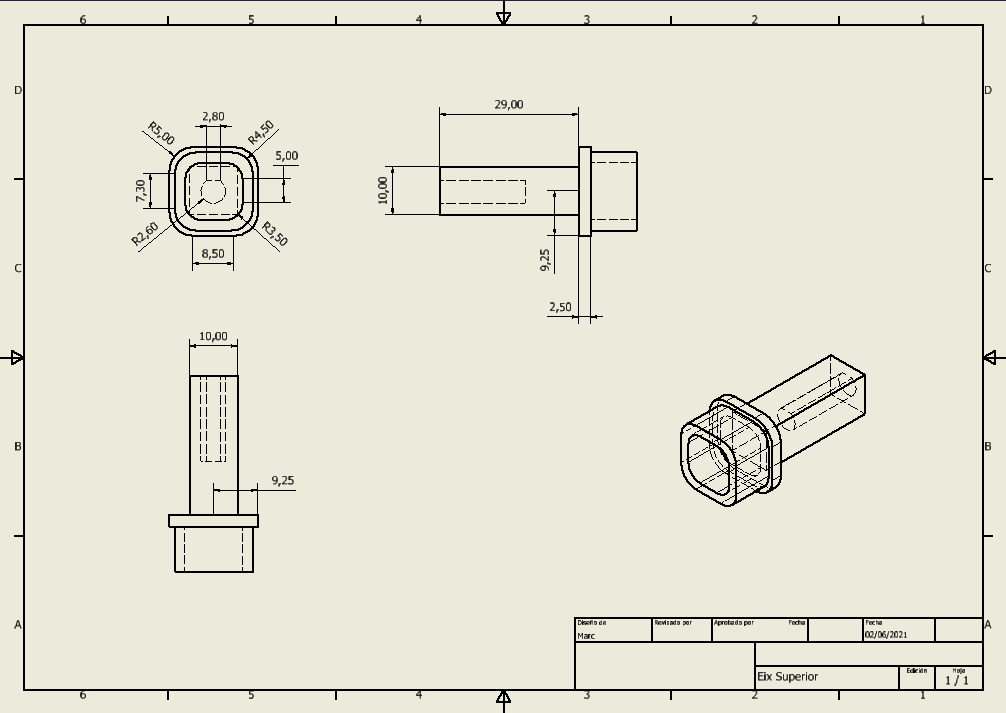 6 5 4 3 2 1
D D
29,00
2,80
R5,00 R4,50
5,00
7,30
10,00
R2,60 R3,50
8,50
9,25
C C
2,50
10,00
B B
9,25
A A
Diseño de Revisado por Aprobado por Fecha Fecha
Marc 02/06/2021
Eix Superior
Edición Hoja
1 / 1
6 5 4 3 2 1